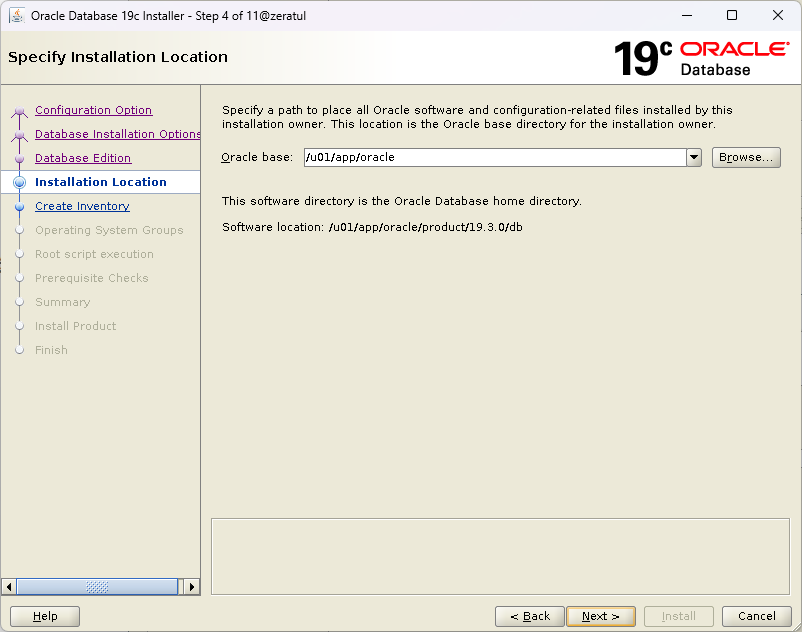 Oracle Database 19c Installer - Step 4 of 11@zeratul
Specify Installation Location
19c ORACLE
Database
Configuration Option
Database Installation Options
Database Edition
Installation Location
Create Inventory
Operating System Groups
Root script execution
Prerequisite Checks
Summary
Install Product
Finish
Specify a path to place all Oracle software and configuration-related files installed by this
installation owner. This location is the Oracle base directory for the installation owner.
Oracle base: /u01/app/oracle Browse...
This software directory is the Oracle Database home directory.
Software location: /u01/app/oracle/product/19.3.0/db
Help < Back Next > Install Cancel